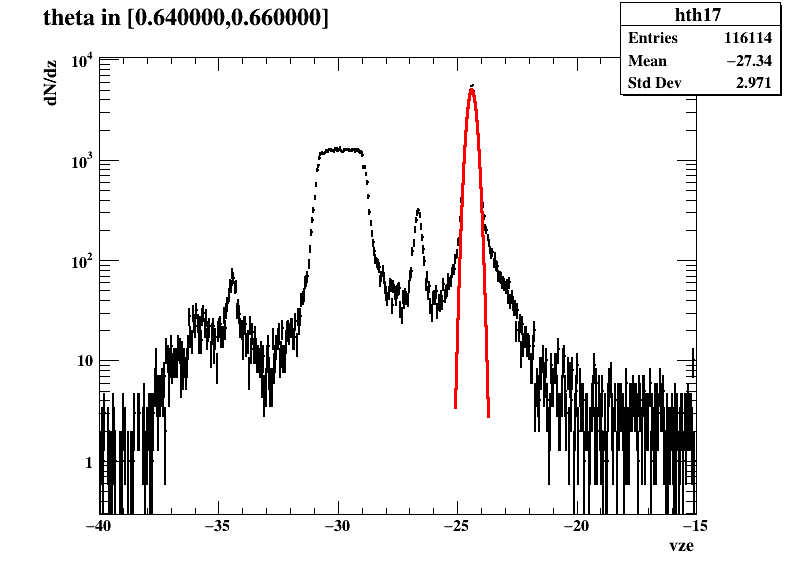 theta in [0.640000,0.660000]
hth17
Entries 116114
Mean −27.34
Std Dev 2.971
dN/dz
10^4
10^3
10^2
10
1
−40 −35 −30 −25 −20 −15
vze